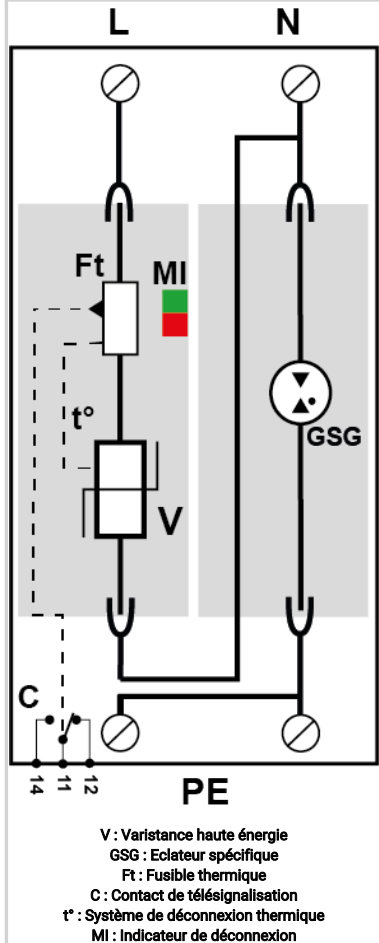 L N
Ft MI
t°
GSG
V
C
14 11 12
PE
V : Varistance haute énergie
GSG : Eclateur spécifique
Ft : Fusible thermique
C : Contact de télésignalisation
t° : Système de déconnexion thermique
MI : Indicateur de déconnexion